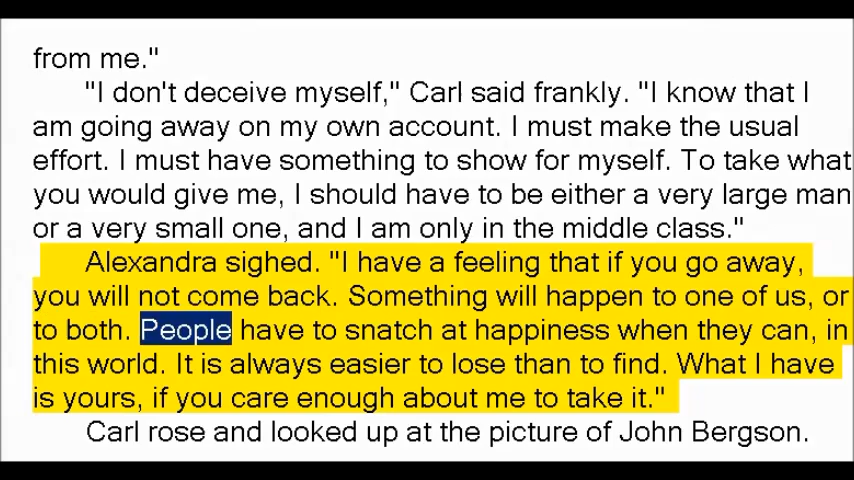 from me."
"I don't deceive myself," Carl said frankly. "I know that I
am going away on my own account. I must make the usual
effort. I must have something to show for myself. To take what
you would give me, I should have to be either a very large man
or a very small one, and I am only in the middle class."
Alexandra sighed. "I have a feeling that if you go away,
you will not come back. Something will happen to one of us, or
to both. People have to snatch at happiness when they can, in
this world. It is always easier to lose than to find. What I have
is yours, if you care enough about me to take it."
Carl rose and looked up at the picture of John Bergson.